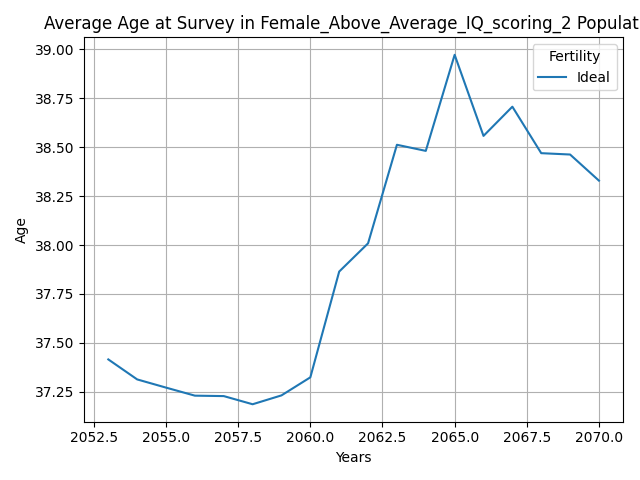 Average Age at Survey in Female_Above_Average_IQ_scoring_2 Populat
39.00
38.75
38.50
38.25
38.00
37.75
37.50
37.25
Age
Fertility
Ideal
2052.5 2055.0 2057.5 2060.0 2062.5 2065.0 2067.5 2070.0
Years